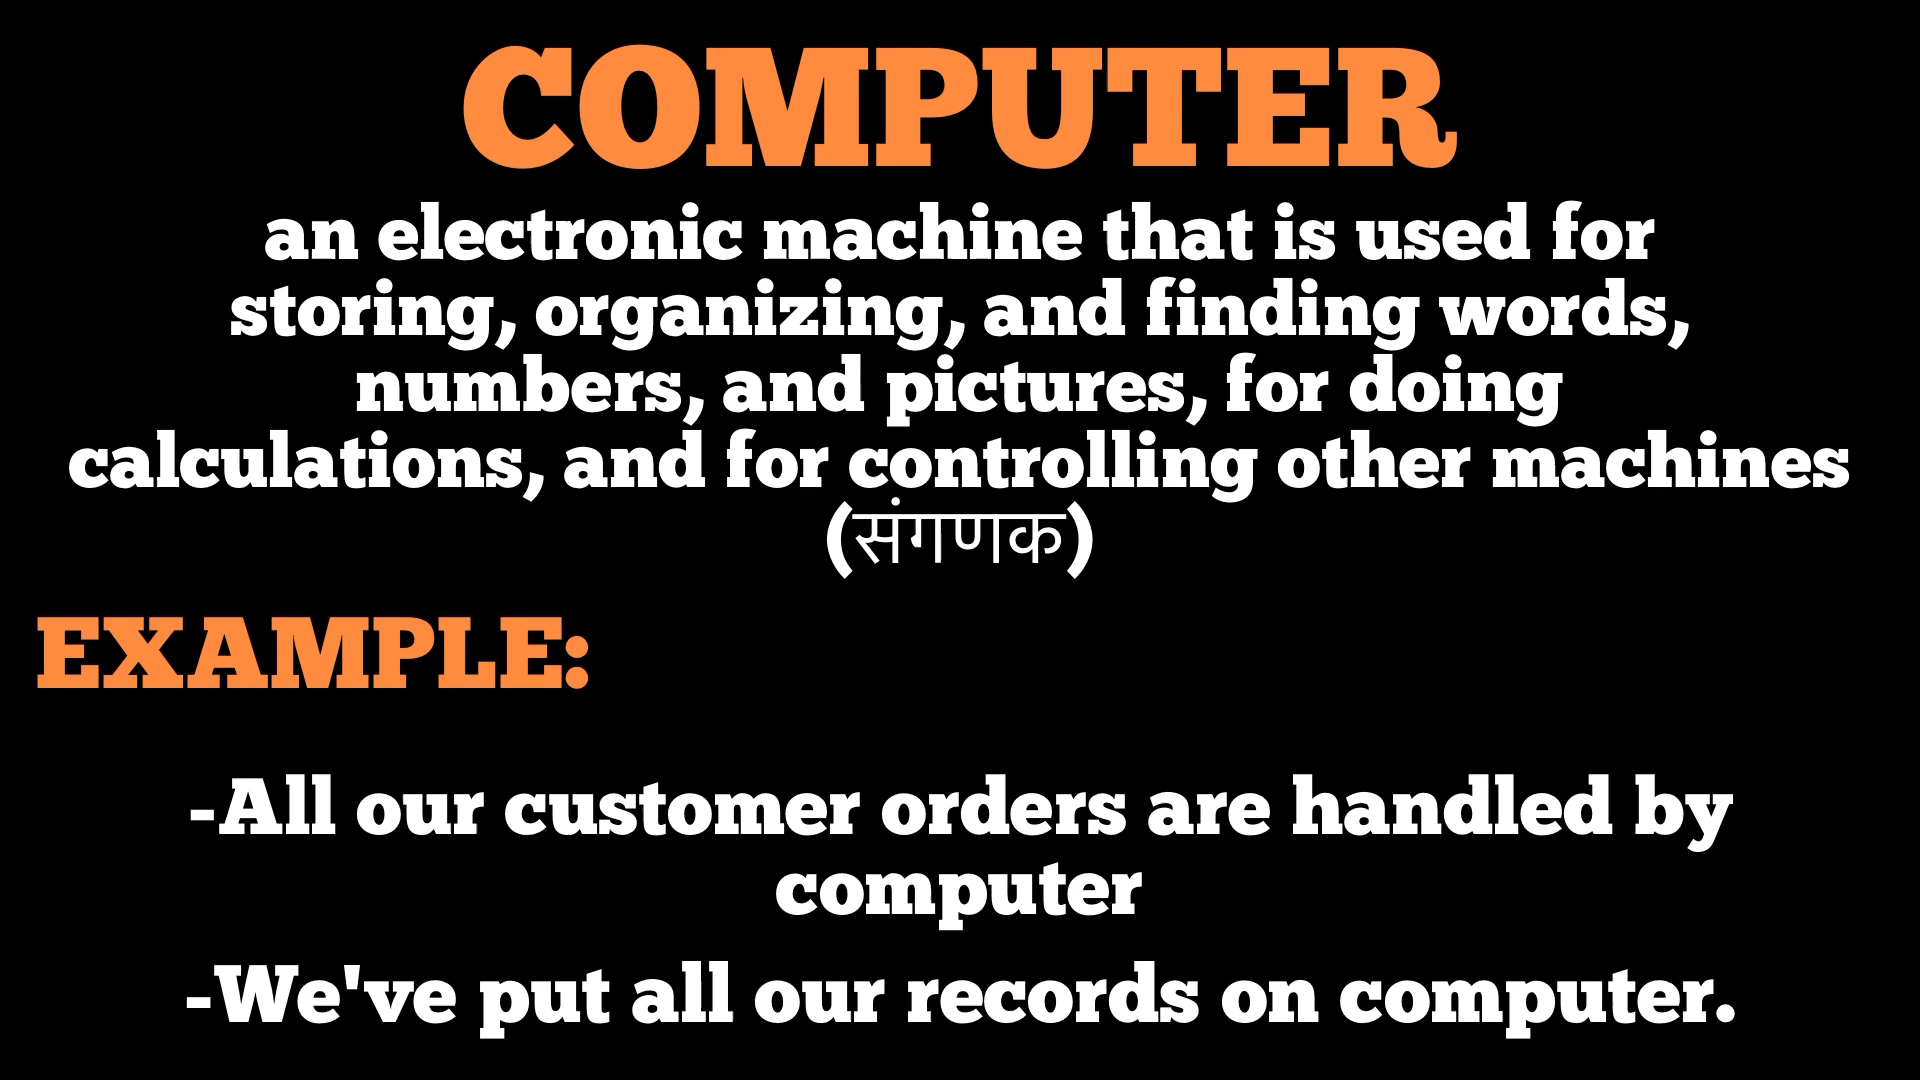 COMPUTER
an electronic machine that is used for
storing, organizing, and finding words,
numbers, and pictures, for doing
calculations, and for controlling other machines
(संगणक)
EXAMPLE:
-All our customer orders are handled by
computer
-We've put all our records on computer.